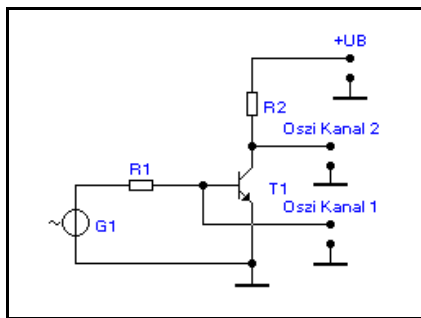 +UB
R2
Oszi Kanal 2
R1
T1
Oszi Kanal 1
~
G1